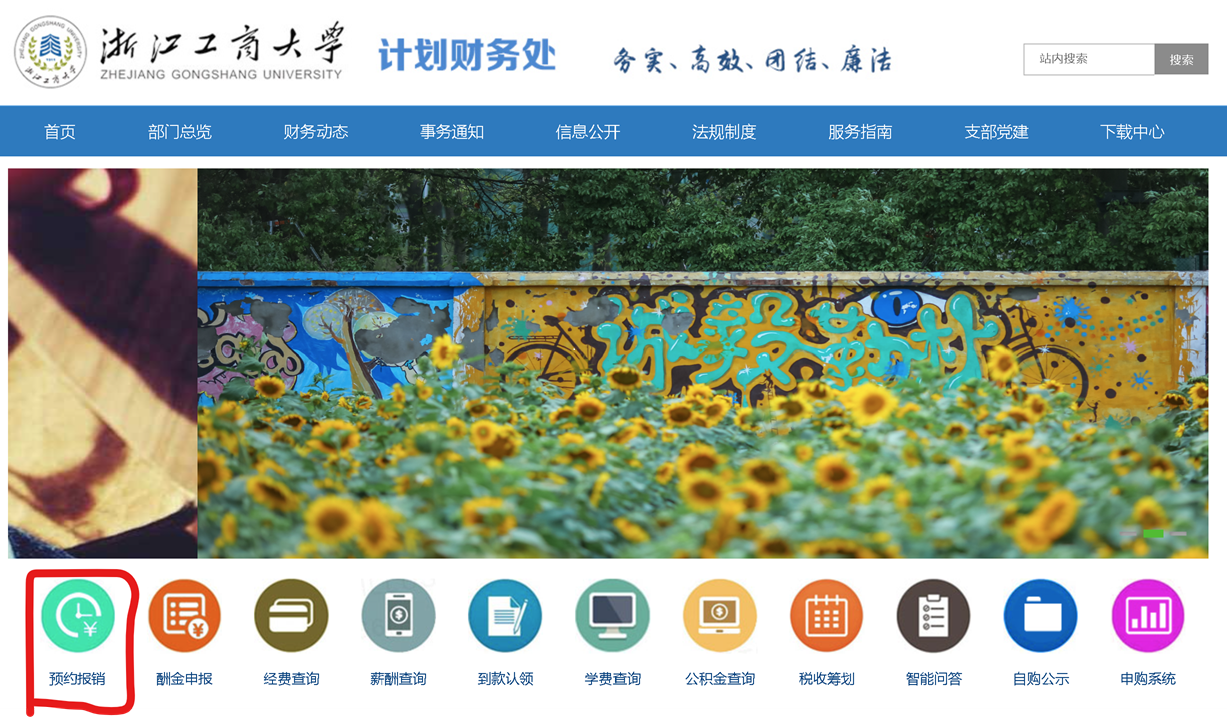 浙江工商大学
ZHEJIANG GONGSHANG UNIVERSITY
计划财务处
务实、高效、团结、廉洁
站内搜索
搜索
首页 部门总览 财务动态 事务通知 信息公开 法规制度 服务指南 支部党建 下载中心
诚毅勤朴
预约报销 酬金申报 经费查询 薪酬查询 到款认领 学费查询 公积金查询 税收筹划 智能问答 自购公示 申购系统